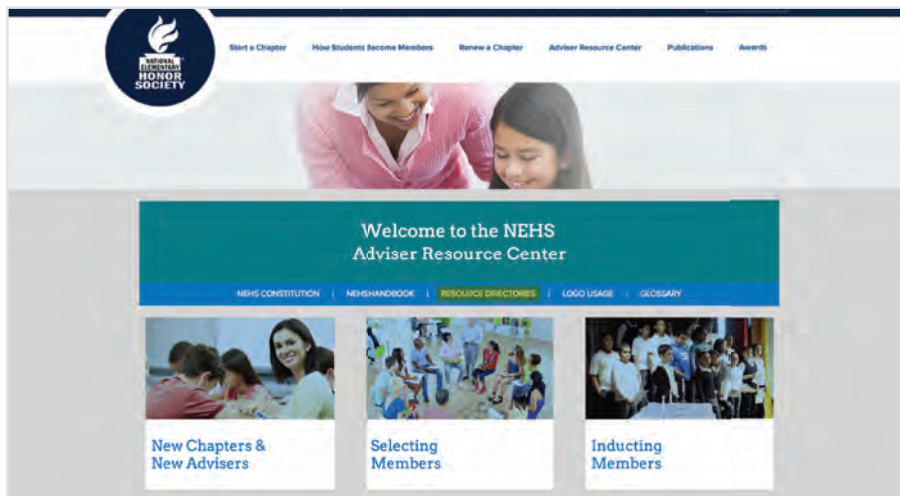 NATIONAL
ELEMENTARY
HONOR
SOCIETY
Start a Chapter How Students Become Members Renew a Chapter Adviser Resource Center Publications Awards
Welcome to the NEHS
Adviser Resource Center
NEHS CONSTITUTION | NEHSHANDBOOK | RESOURCE DIRECTORIES | LOGO USAGE | GLOSSARY
New Chapters &
New Advisers
Selecting
Members
Inducting
Members